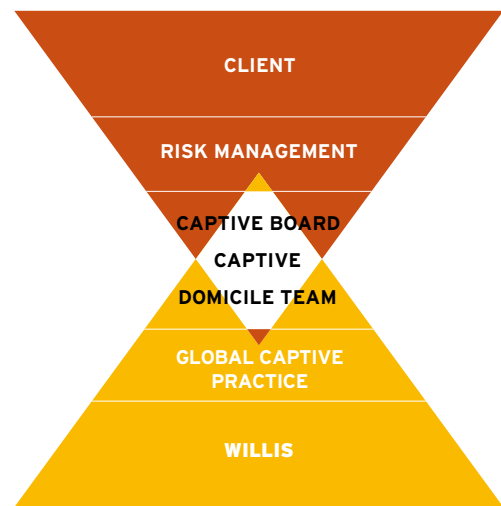 CLIENT
RISK MANAGEMENT
CAPTIVE BOARD
CAPTIVE
DOMICILE TEAM
GLOBAL CAPTIVE
PRACTICE
WILLIS